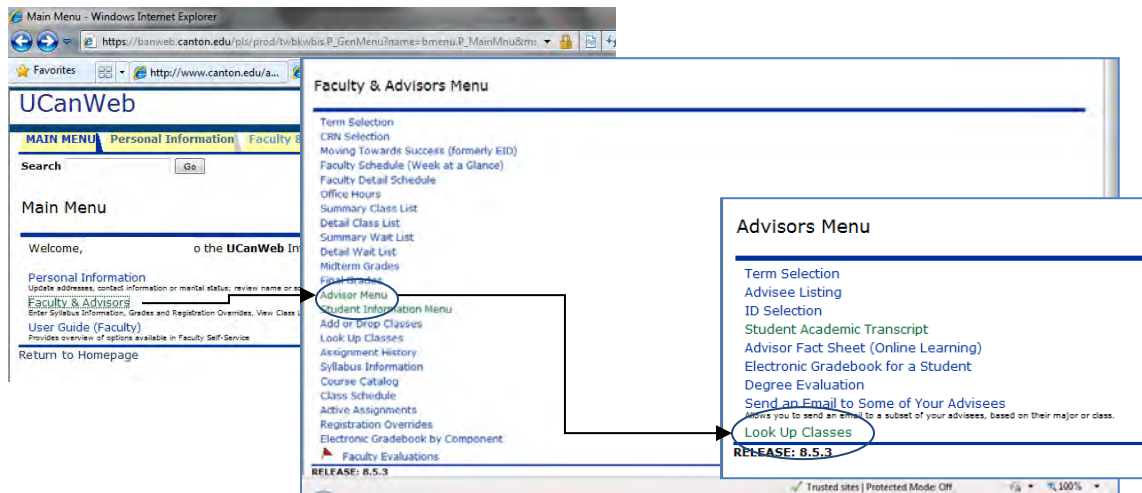 Main Menu - Windows Internet Explorer
https://banweb.canton.edu/pls/prod/twbkwbis.P_GenMenu?name=bmenu.P_MainMnu&ms
Favorites
http://www.canton.edu/a...
UCanWeb
MAIN MENU Personal Information Faculty &
Search Go
Main Menu
Welcome, o the UCanWeb In
Personal Information
Update addresses, contact information or marital status; review name or so
Faculty & Advisors
Enter Syllabus Information, Grades and Registration Overrides, View Class L
User Guide (Faculty)
Provides overview of options available in Faculty Self-Service
Return to Homepage
Faculty & Advisors Menu
Term Selection
CRN Selection
Moving Towards Success (formerly EID)
Faculty Schedule (Week at a Glance)
Faculty Detail Schedule
Office Hours
Summary Class List
Detail Class List
Summary Wait List
Detail Wait List
Midterm Grades
Final Grades
Advisor Menu
Student Information Menu
Add or Drop Classes
Look Up Classes
Assignment History
Syllabus Information
Course Catalog
Class Schedule
Active Assignments
Registration Overrides
Electronic Gradebook by Component
Faculty Evaluations
RELEASE: 8.5.3
Trusted sites | Protected Mode: Off
100%
Advisors Menu
Term Selection
Advisee Listing
ID Selection
Student Academic Transcript
Advisor Fact Sheet (Online Learning)
Electronic Gradebook for a Student
Degree Evaluation
Send an Email to Some of Your Advisees
Allows you to send an email to a subset of your advisees, based on their major or class.
Look Up Classes
RELEASE: 8.5.3